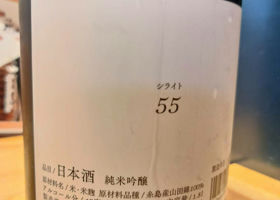 シライト
55
品目/日本酒 純米吟醸
原材料名/米・米麹 原材料品種/糸島産山田錦100%
アルコール分/